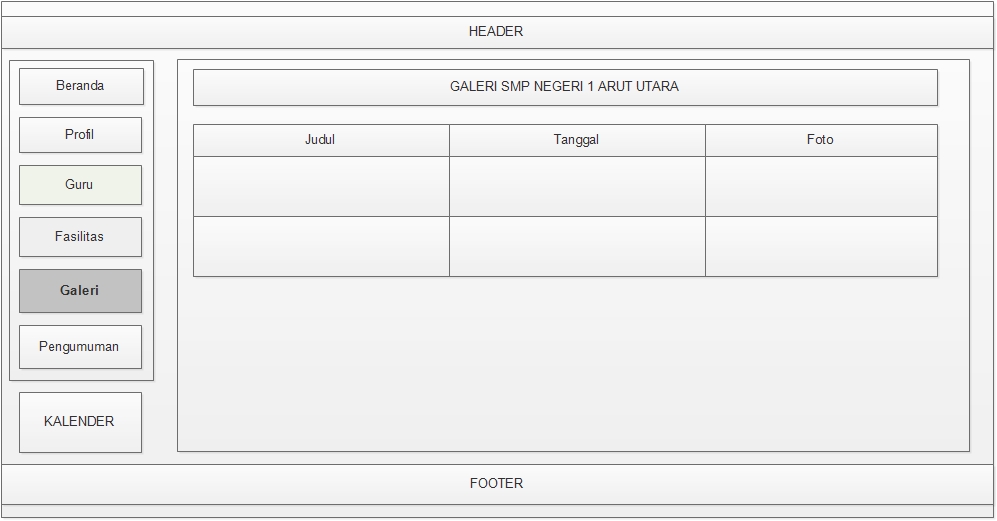 HEADER
Beranda
Profil
Guru
Fasilitas
Galeri
Pengumuman
KALENDER
GALERI SMP NEGERI 1 ARUT UTARA
Judul
Tanggal
Foto
FOOTER